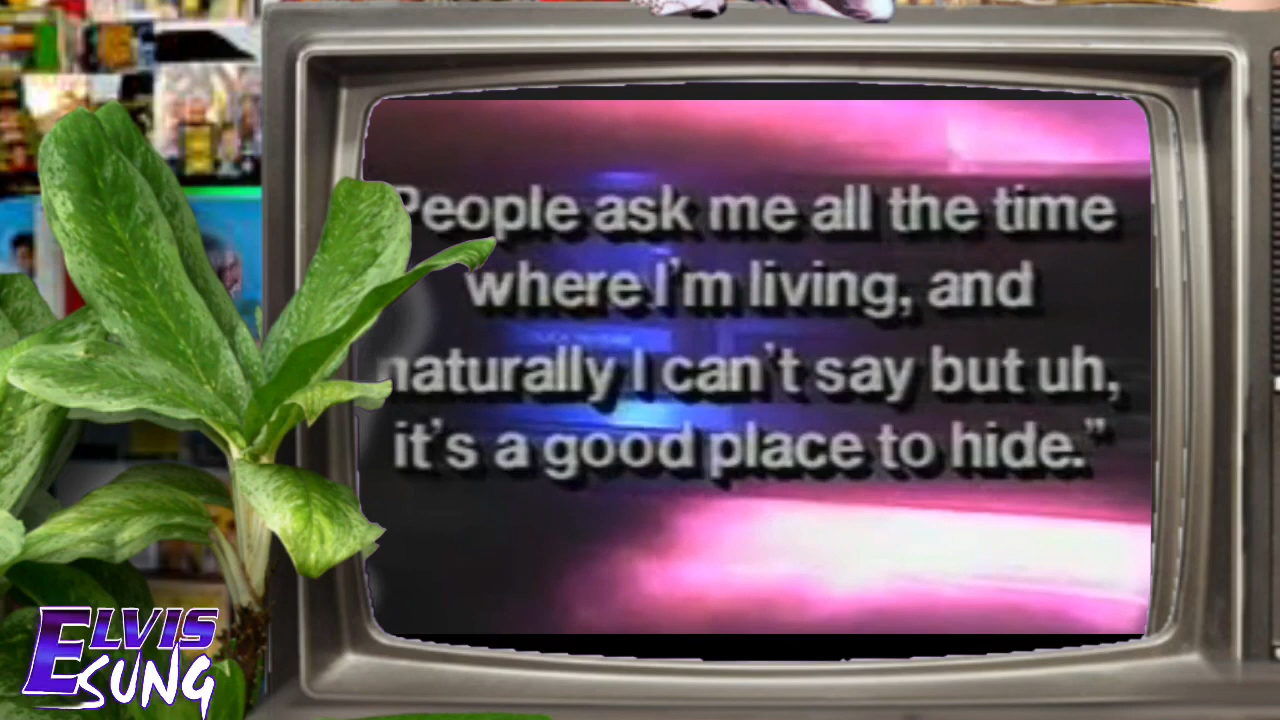 People ask me all the time
where I'm living, and
naturally I can't say but uh,
it's a good place to hide.”
ELVIS
SUNG